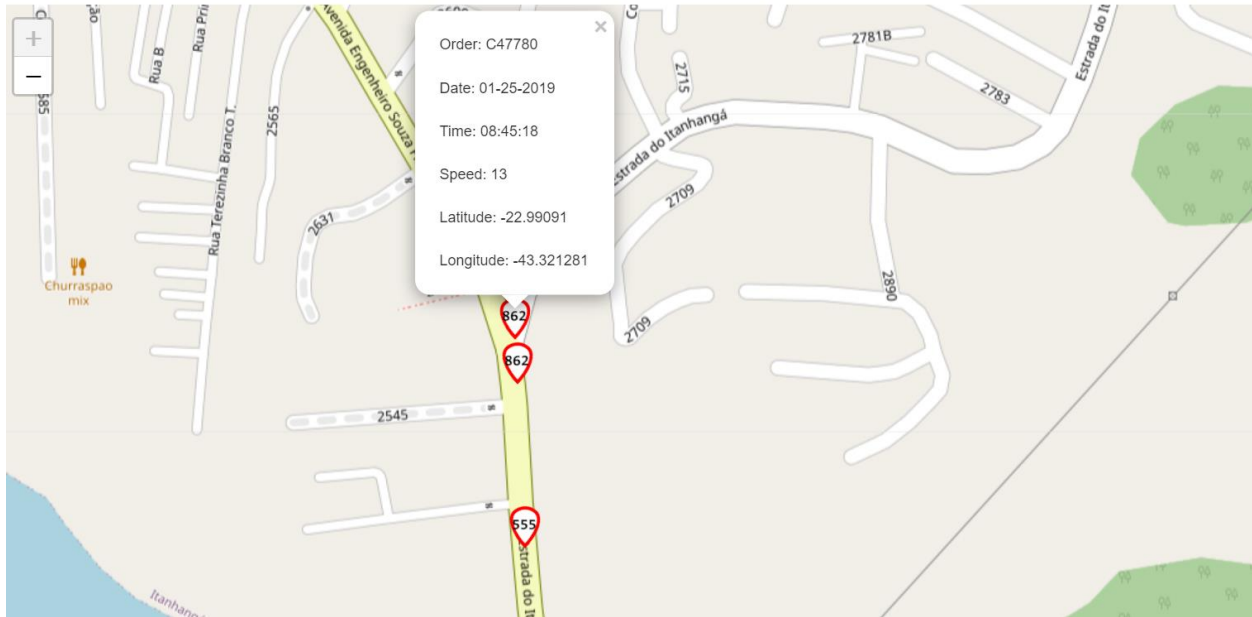 +
−
×
Order: C47780
Date: 01-25-2019
Time: 08:45:18
Speed: 13
Latitude: -22.99091
Longitude: -43.321281
Rua B
Rua Terezinha Branco T.
2565
Avenida Engenheiro Souza
2631
2715
2781B
2783
Estrada do
Estrada do Itanhangá
2709
2709
2890
Churraspao
mix
862
862
2545
555